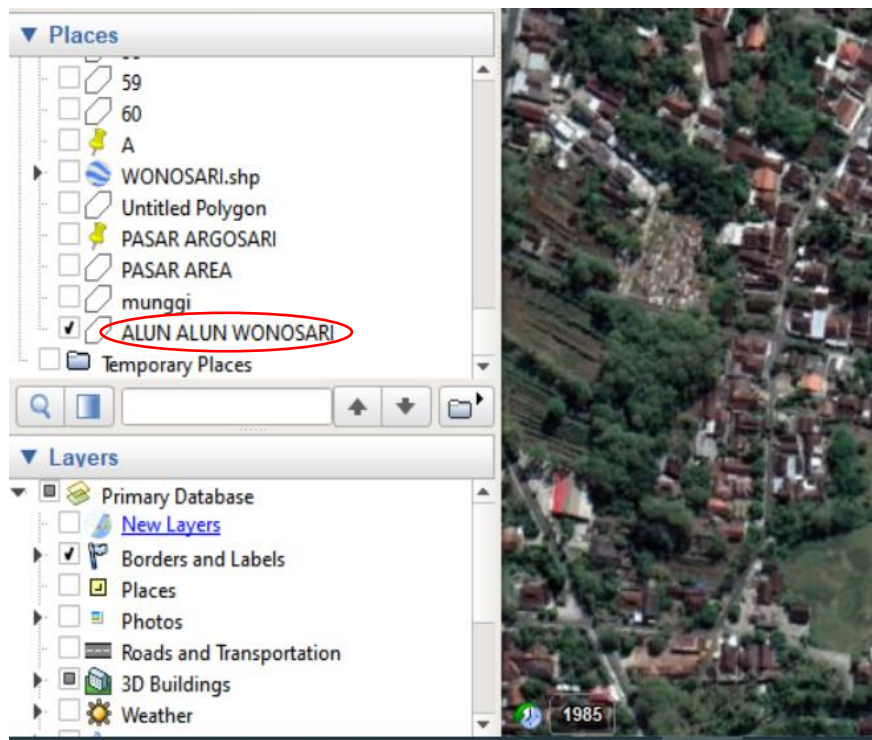 Places
59
60
A
WONOSARI.shp
Untitled Polygon
PASAR ARGOSARI
PASAR AREA
munggi
ALUN ALUN WONOSARI
Temporary Places
Layers
Primary Database
New Layers
Borders and Labels
Places
Photos
Roads and Transportation
3D Buildings
Weather
1985